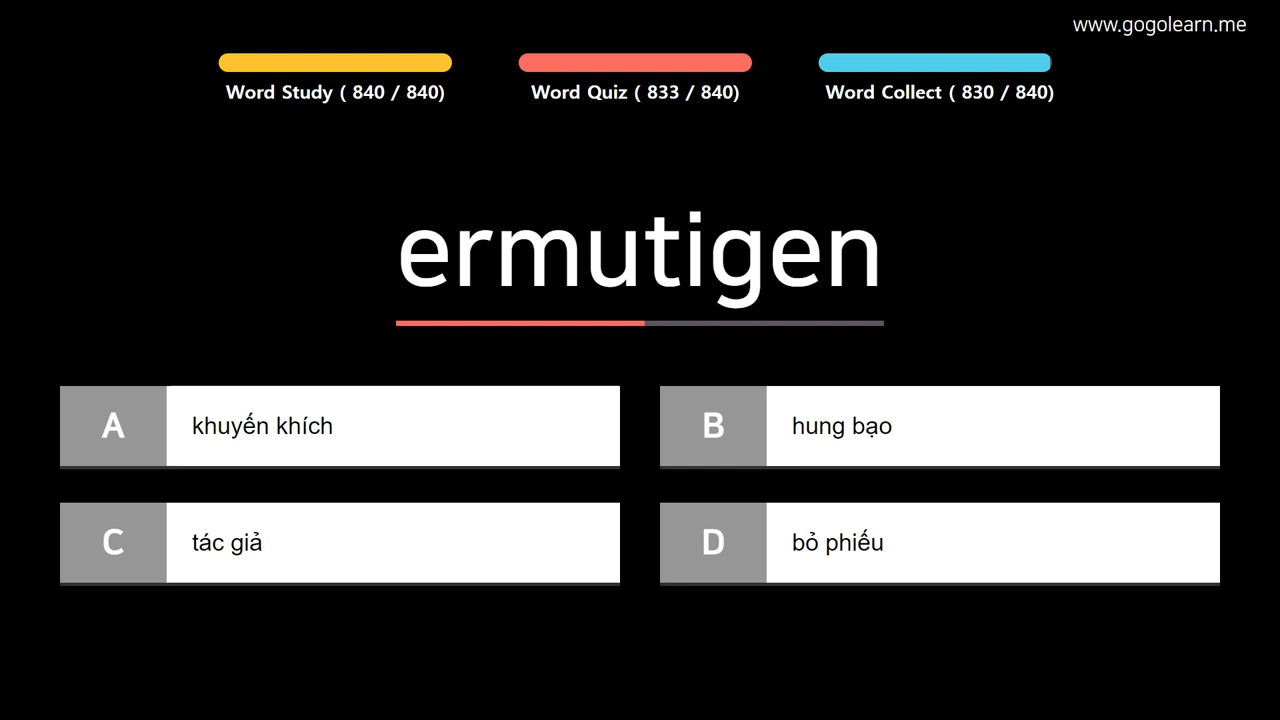 www.gogolearn.me
Word Study ( 840 / 840)
Word Quiz ( 833 / 840)
Word Collect ( 830 / 840)
ermutigen
A
khuyến khích
B
hung bạo
C
tác giả
D
bỏ phiếu